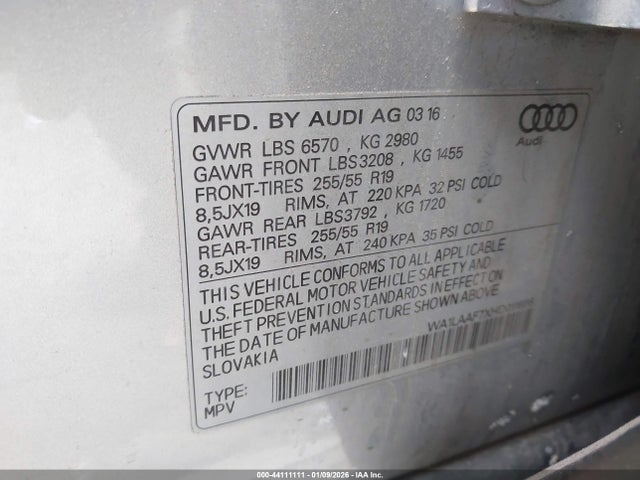 MFD. BY AUDI AG 03 16
Audi
GVWR LBS 6570 , KG 2980
GAWR FRONT LBS3208 , KG 1455
FRONT-TIRES 255/55 R19
8,5JX19 RIMS, AT 220 KPA 32 PSI COLD
GAWR REAR LBS3792 , KG 1720
REAR-TIRES 255/55 R19
8,5JX19 RIMS, AT 240 KPA 35 PSI COLD
THIS VEHICLE CONFORMS TO ALL APPLICABLE
U.S. FEDERAL MOTOR VEHICLE SAFETY AND
THEFT PREVENTION STANDARDS IN EFFECT ON
THE DATE OF MANUFACTURE SHOWN ABOVE
SLOVAKIA
TYPE:
MPV
000-44111111 - 01/09/2026 - IAA Inc.